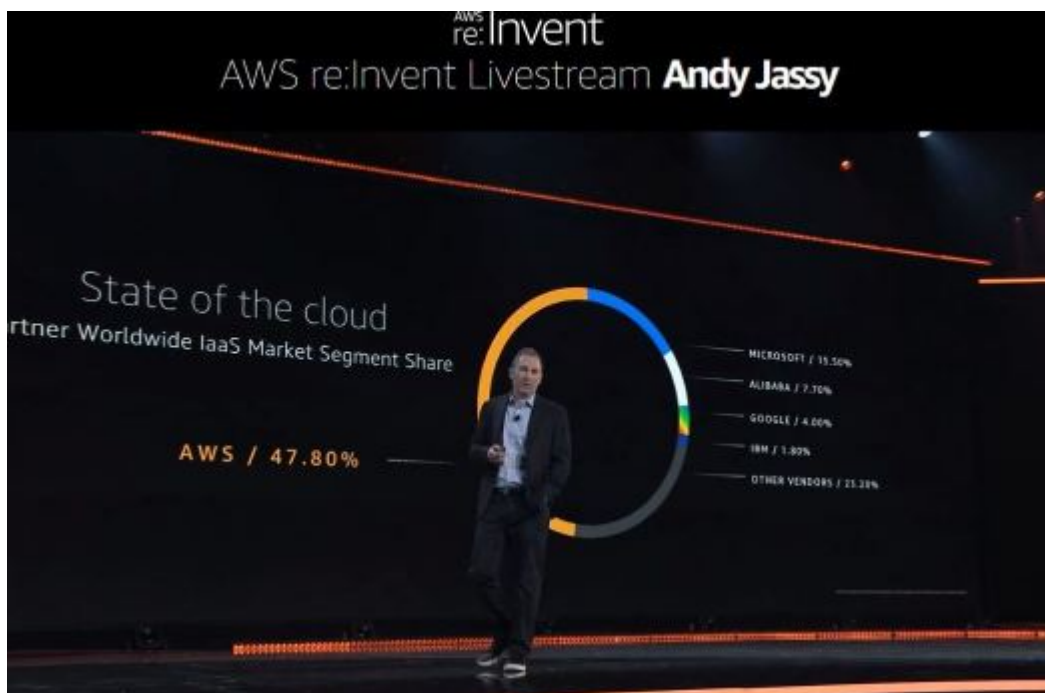 AWS
re:Invent
AWS re:Invent Livestream Andy Jassy
State of the cloud
rtner Worldwide IaaS Market Segment Share
AWS / 47.80%
MICROSOFT / 15.50%
ALIBABA / 7.70%
GOOGLE / 4.00%
IBM / 1.80%
OTHER VENDORS / 23.20%